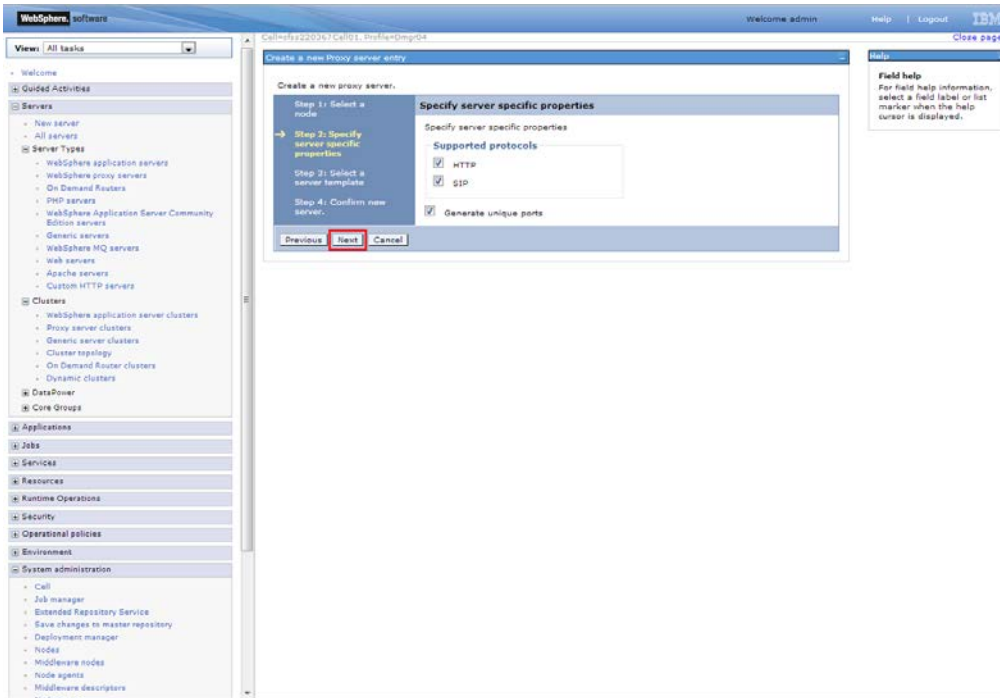 WebSphere. software
Welcome admin
Help | Logout
IBM
View: All tasks
Cell=cfsy220367Cell01, Profile=Dmgr04
Close page
Welcome
Guided Activities
Servers
New server
All servers
Server Types
WebSphere application servers
WebSphere proxy servers
On Demand Routers
PHP servers
WebSphere Application Server Community
Edition servers
Generic servers
WebSphere MQ servers
Web servers
Apache servers
Custom HTTP servers
Clusters
WebSphere application server clusters
Proxy server clusters
Generic server clusters
Cluster topology
On Demand Router clusters
Dynamic clusters
DataPower
Core Groups
Applications
Jobs
Services
Resources
Runtime Operations
Security
Operational policies
Environment
System administration
Cell
Job manager
Extended Repository Service
Save changes to master repository
Deployment manager
Nodes
Middleware nodes
Node agents
Middleware descriptors
Create a new Proxy server entry
Create a new proxy server.
Step 1: Select a
node
Step 2: Specify
server specific
properties
Step 3: Select a
server template
Step 4: Confirm new
server.
Specify server specific properties
Specify server specific properties
Supported protocols
HTTP
SIP
Generate unique ports
Previous Next Cancel
Help
Field help
For field help information,
select a field label or list
marker when the help
cursor is displayed.